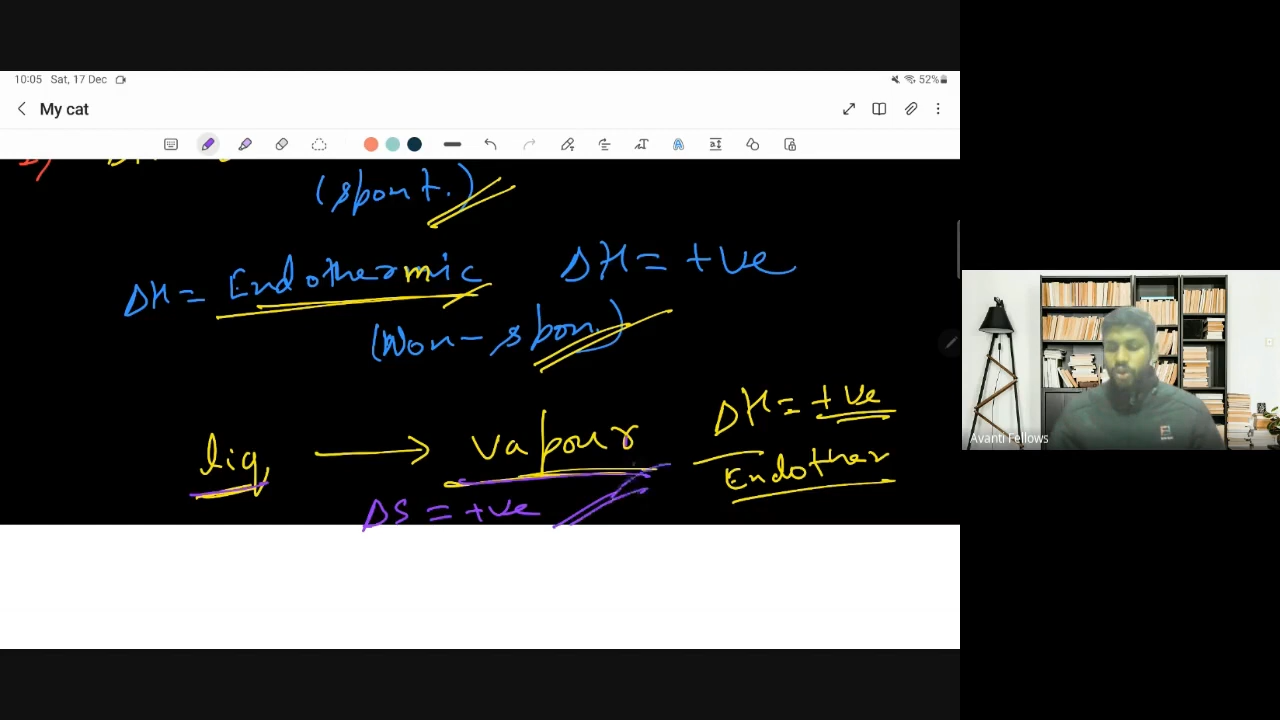 10:05 Sat, 17 Dec 52%
My cat
(spont.)
ΔH = Endothermic ΔH = +ve
(Non-spon.)
liq, → vapour ΔH = +ve
Endother
ΔS = +ve
Avanti Fellows